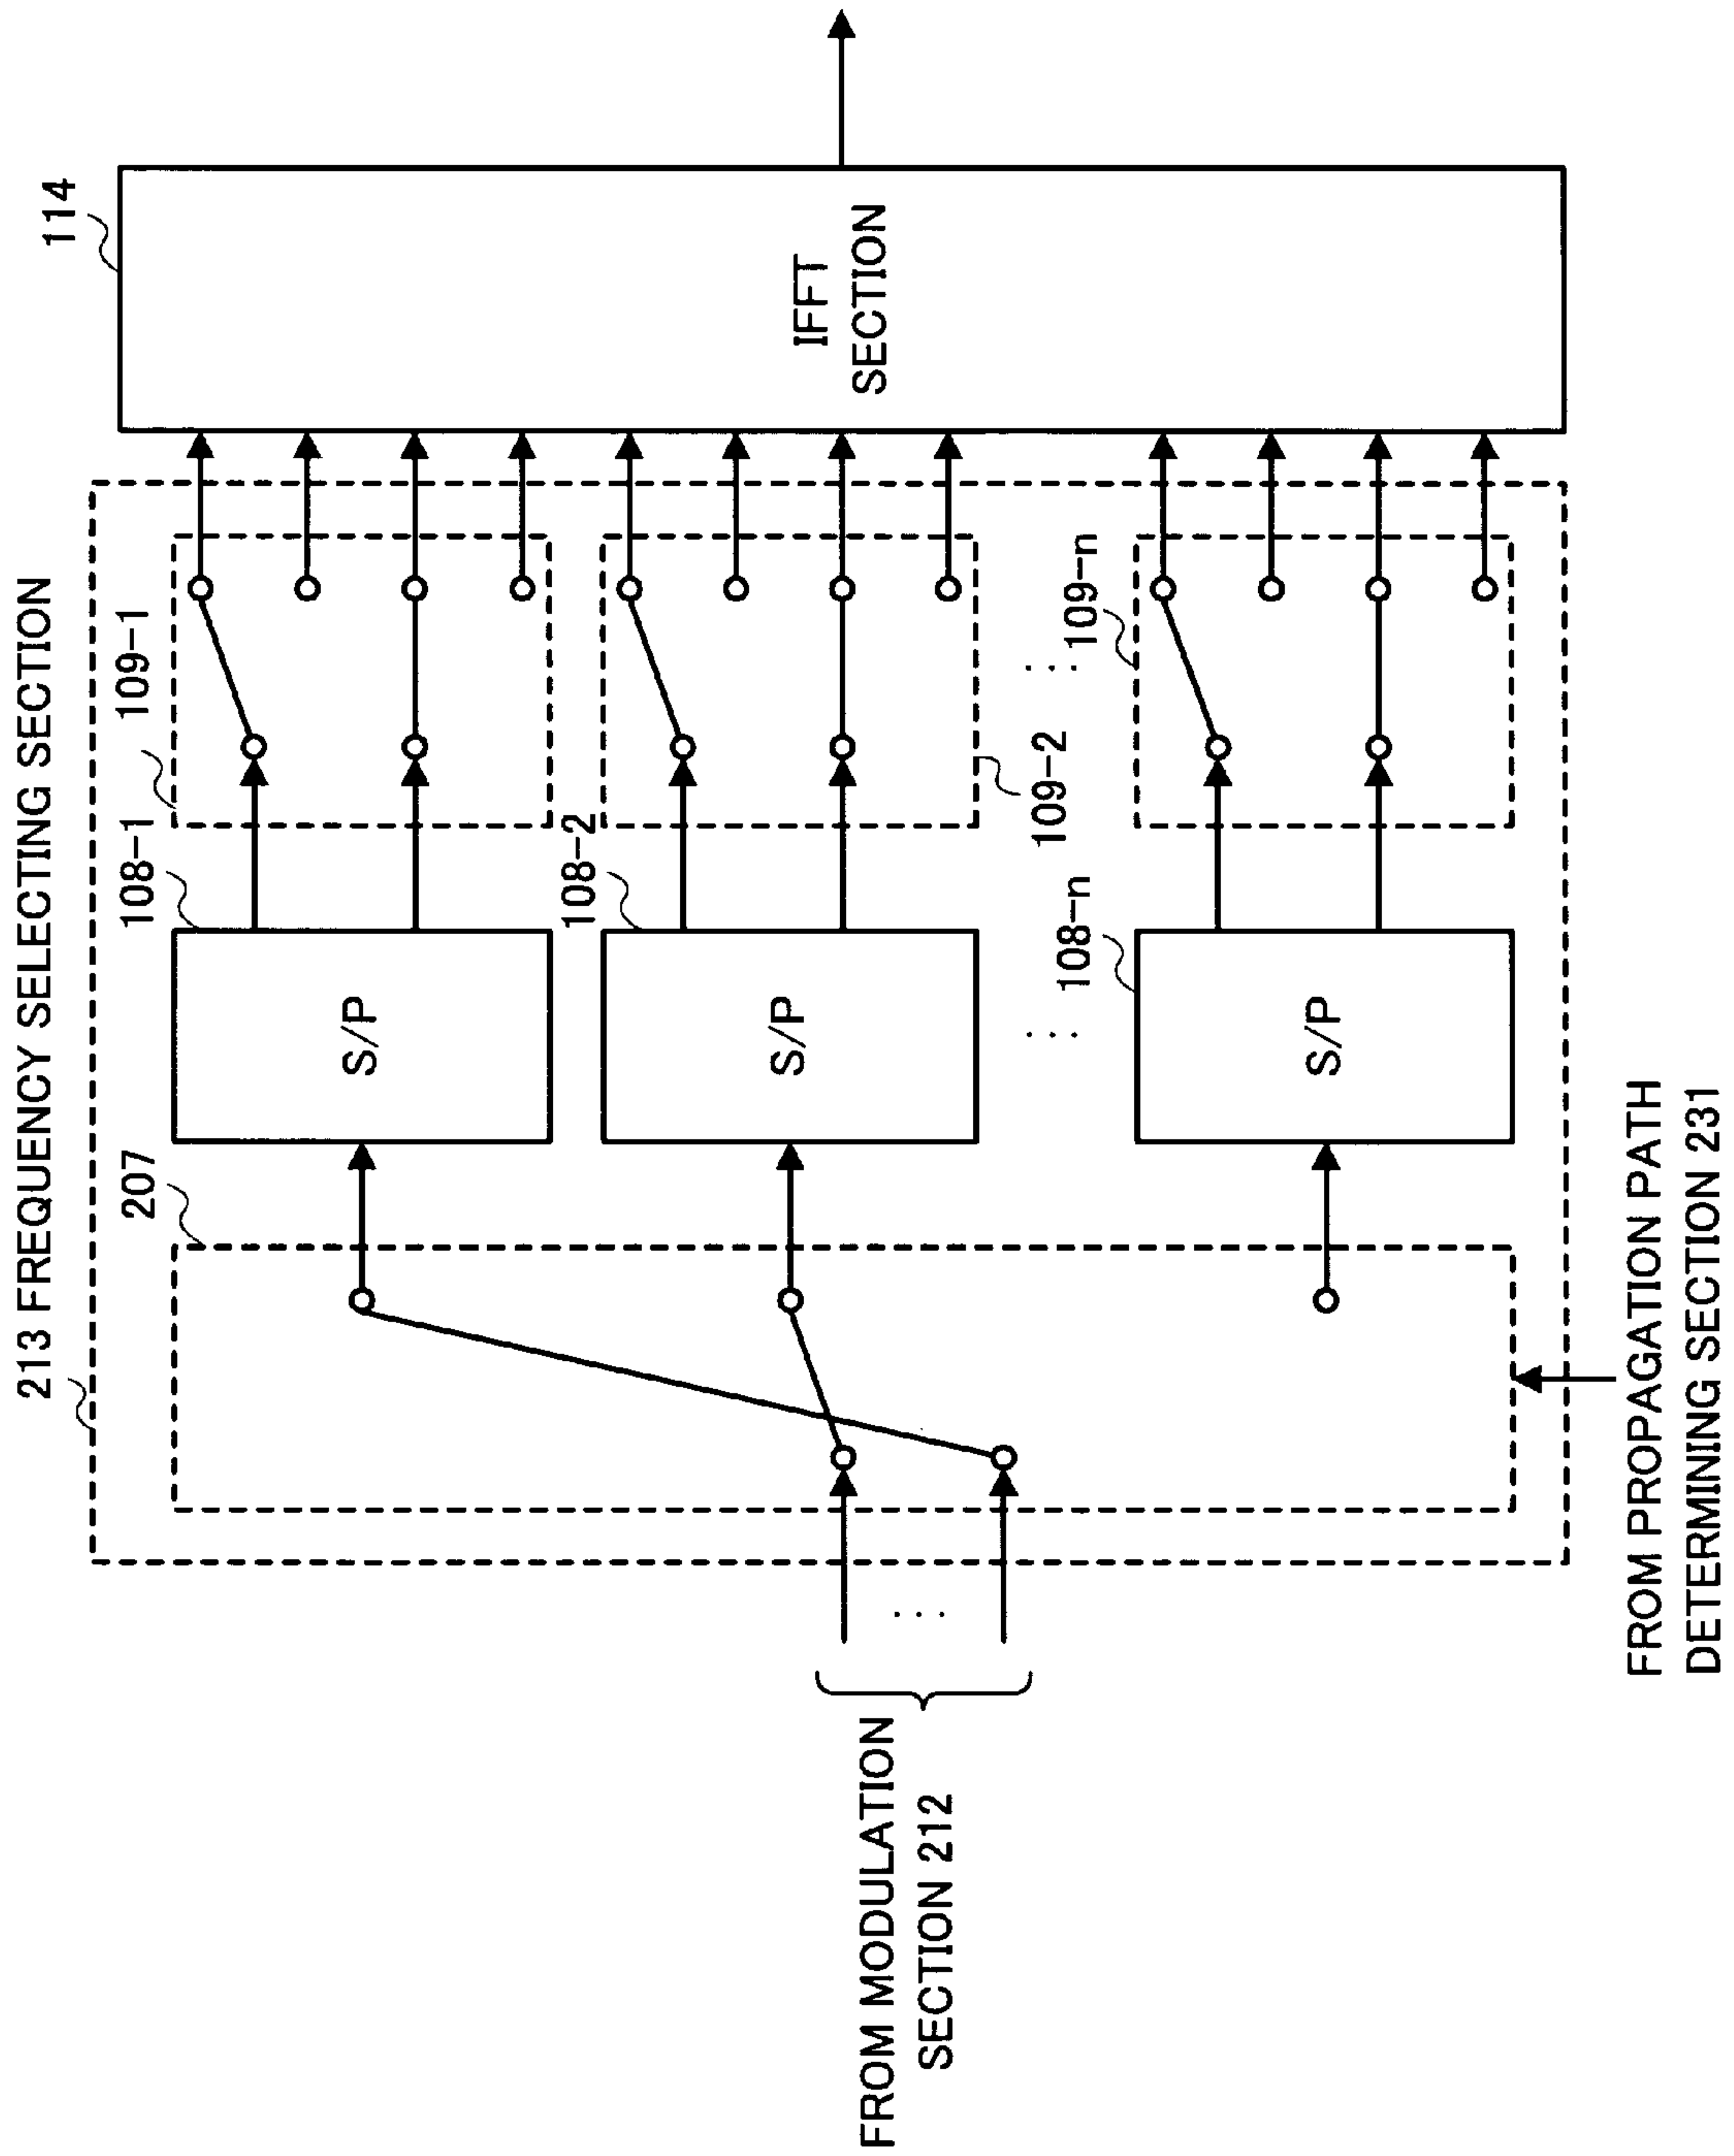 213 FREQUENCY SELECTING SECTION
207
108-1
109-1
114
S/P
108-2
S/P
109-2
IFFT
SECTION
⋮
⋮
108-n
109-n
S/P
FROM MODULATION
SECTION 212
⋮
FROM PROPAGATION PATH
DETERMINING SECTION 231